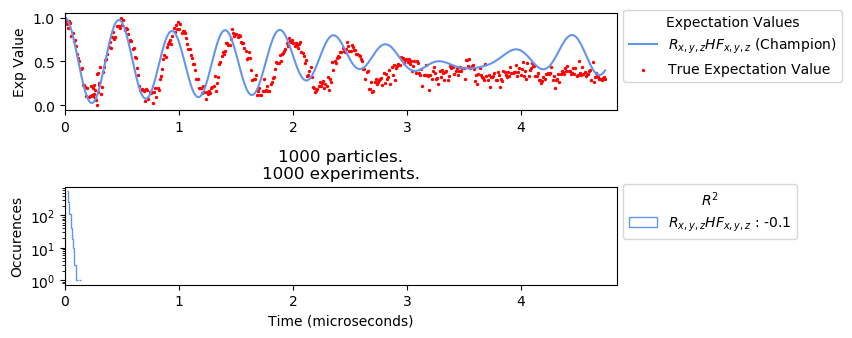 Expectation Values
R_{x,y,z}HF_{x,y,z} (Champion)
True Expectation Value
Exp Value
1.0
0.5
0.0
0 1 2 3 4
1000 particles.
1000 experiments.
R^2
R_{x,y,z}HF_{x,y,z} : -0.1
Occurences
10^2
10^1
10^0
0 1 2 3 4
Time (microseconds)